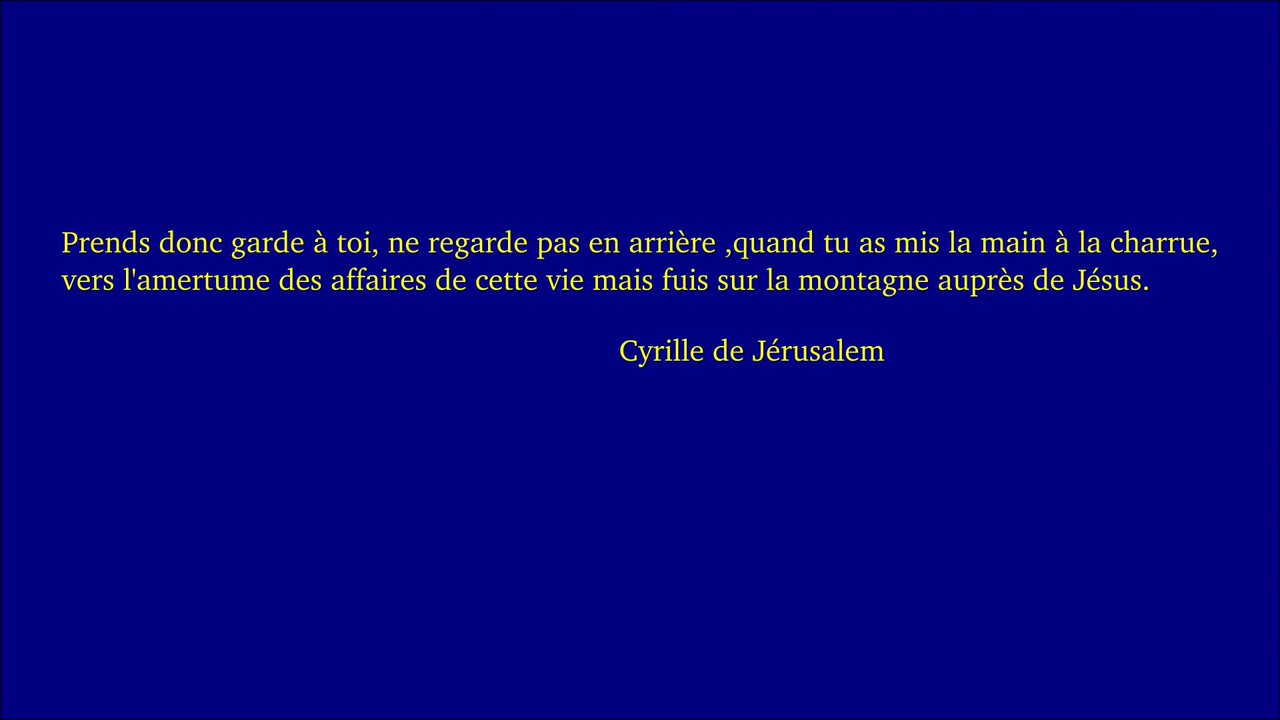 Prends donc garde à toi, ne regarde pas en arrière ,quand tu as mis la main à la charrue,
vers l'amertume des affaires de cette vie mais fuis sur la montagne auprès de Jésus.
Cyrille de Jérusalem